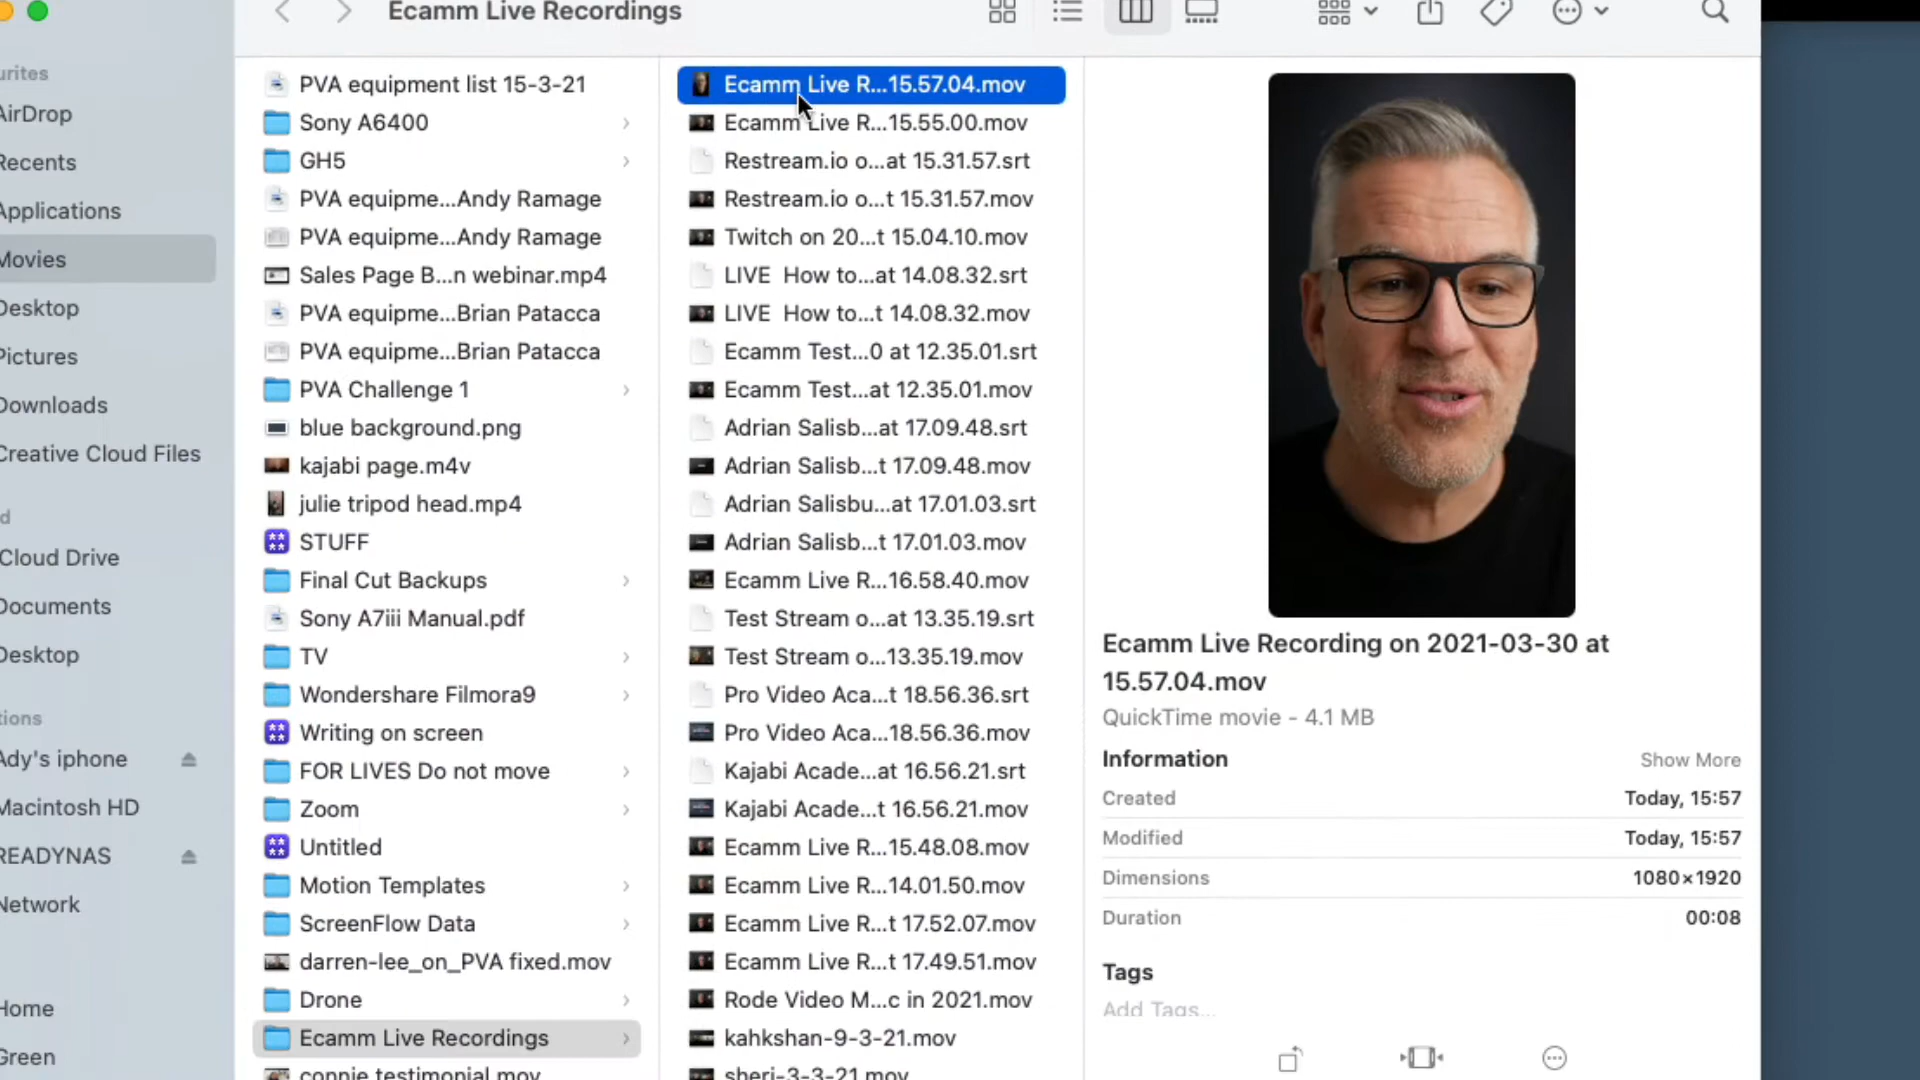 Ecamm Live Recordings
urites
AirDrop
Recents
Applications
Movies
Desktop
Pictures
Downloads
Creative Cloud Files
d
Cloud Drive
Documents
Desktop
tions
Ady's iphone
Macintosh HD
READYNAS
Network
Home
Green
PVA equipment list 15-3-21
Sony A6400
GH5
PVA equipme...Andy Ramage
PVA equipme...Andy Ramage
Sales Page B...n webinar.mp4
PVA equipme...Brian Patacca
PVA equipme...Brian Patacca
PVA Challenge 1
blue background.png
kajabi page.m4v
julie tripod head.mp4
STUFF
Final Cut Backups
Sony A7iii Manual.pdf
TV
Wondershare Filmora9
Writing on screen
FOR LIVES Do not move
Zoom
Untitled
Motion Templates
ScreenFlow Data
darren-lee_on_PVA fixed.mov
Drone
Ecamm Live Recordings
connie testimonial.mov
Ecamm Live R...15.57.04.mov
Ecamm Live R...15.55.00.mov
Restream.io o...at 15.31.57.srt
Restream.io o...t 15.31.57.mov
Twitch on 20...t 15.04.10.mov
LIVE How to...at 14.08.32.srt
LIVE How to...t 14.08.32.mov
Ecamm Test...0 at 12.35.01.srt
Ecamm Test...at 12.35.01.mov
Adrian Salisb...at 17.09.48.srt
Adrian Salisb...t 17.09.48.mov
Adrian Salisbu...at 17.01.03.srt
Adrian Salisb...t 17.01.03.mov
Ecamm Live R...16.58.40.mov
Test Stream o...at 13.35.19.srt
Test Stream o...13.35.19.mov
Pro Video Aca...t 18.56.36.srt
Pro Video Aca...18.56.36.mov
Kajabi Acade...at 16.56.21.srt
Kajabi Acade...t 16.56.21.mov
Ecamm Live R...15.48.08.mov
Ecamm Live R...14.01.50.mov
Ecamm Live R...t 17.52.07.mov
Ecamm Live R...t 17.49.51.mov
Rode Video M...c in 2021.mov
kahkshan-9-3-21.mov
sheri-3-3-21.mov
Ecamm Live Recording on 2021-03-30 at
15.57.04.mov
QuickTime movie - 4.1 MB
Information Show More
Created Today, 15:57
Modified Today, 15:57
Dimensions 1080×1920
Duration 00:08
Tags
Add Tags...